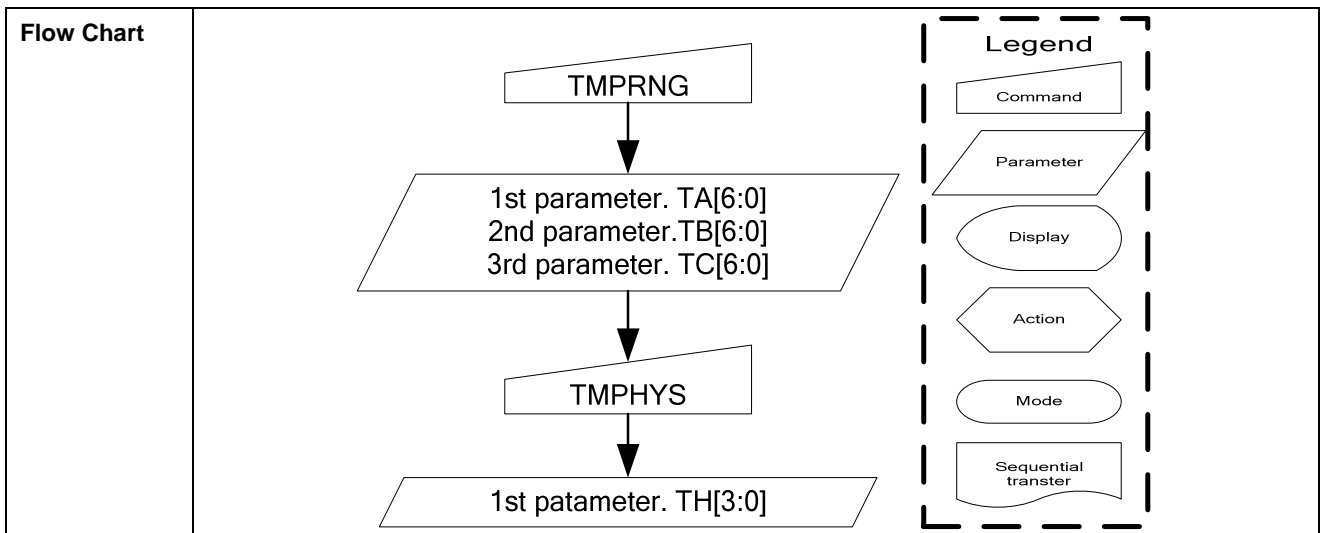 Flow Chart
TMPRNG
1st parameter. TA[6:0]
2nd parameter.TB[6:0]
3rd parameter. TC[6:0]
TMPHYS
1st patameter. TH[3:0]
Legend
Command
Parameter
Display
Action
Mode
Sequential
transter